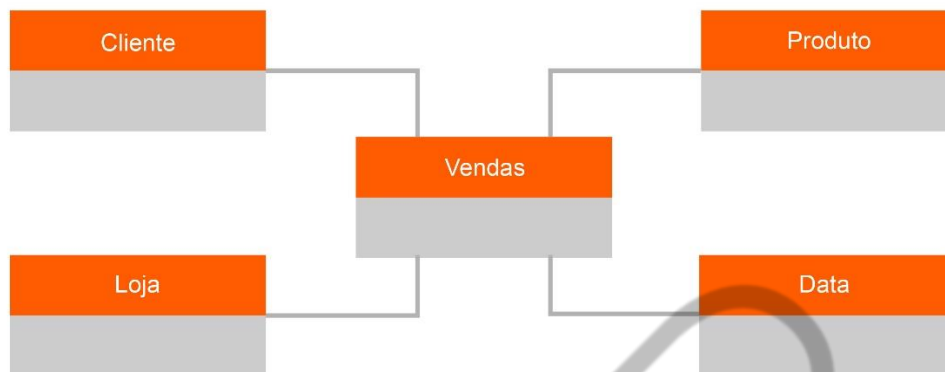 Cliente
Produto
Vendas
Loja
Data